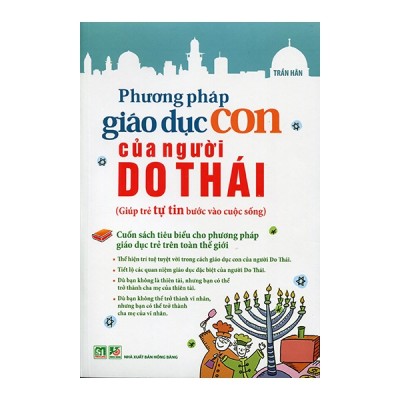 TRẦN HÂN
Phương pháp
giáo dục con
của người
DO THÁI
(Giúp trẻ tự tin bước vào cuộc sống)
Cuốn sách tiêu biểu cho phương pháp
giáo dục trẻ trên toàn thế giới
• Thể hiện trí tuệ tuyệt vời trong cách giáo dục con của người Do Thái.
• Tiết lộ các quan niệm giáo dục đặc biệt của người Do Thái.
• Dù bạn không là thiên tài, nhưng bạn có thể
trở thành cha mẹ của thiên tài.
• Dù bạn không thể trở thành vĩ nhân,
nhưng bạn có thể trở thành
cha mẹ của vĩ nhân.
NHÀ XUẤT BẢN HỒNG BÀNG